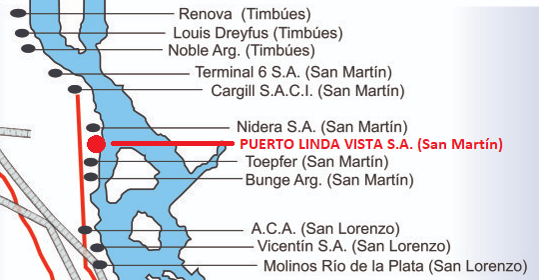 Renova (Timbúes)
Louis Dreyfus (Timbúes)
Noble Arg. (Timbúes)
Terminal 6 S.A. (San Martín)
Cargill S.A.C.I. (San Martín)
Nidera S.A. (San Martín)
PUERTO LINDA VISTA S.A. (San Martín)
Toepfer (San Martín)
Bunge Arg. (San Martín)
A.C.A. (San Lorenzo)
Vicentín S.A. (San Lorenzo)
Molinos Río de la Plata (San Lorenzo)